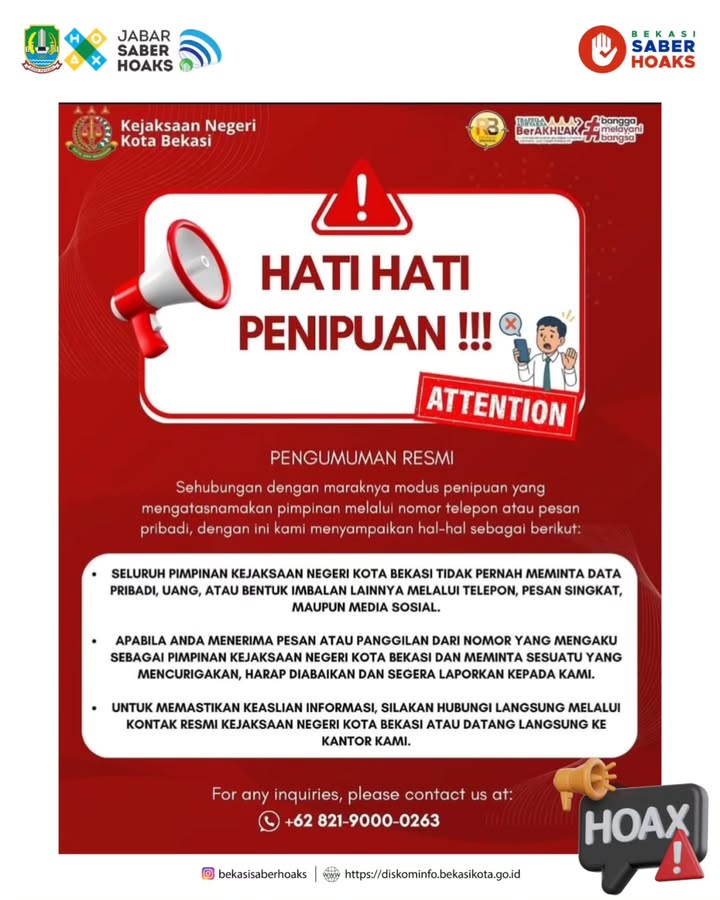 JABAR
SABER
HOAKS
BEKASI
SABER
HOAKS
Kejaksaan Negeri
Kota Bekasi
BerAKHLAK
#bangga
melayani
bangsa
HATI HATI
PENIPUAN !!!
ATTENTION
PENGUMUMAN RESMI
Sehubungan dengan maraknya modus penipuan yang
mengatasnamakan pimpinan melalui nomor telepon atau pesan
pribadi, dengan ini kami menyampaikan hal-hal sebagai berikut:
• SELURUH PIMPINAN KEJAKSAAN NEGERI KOTA BEKASI TIDAK PERNAH MEMINTA DATA
PRIBADI, UANG, ATAU BENTUK IMBALAN LAINNYA MELALUI TELEPON, PESAN SINGKAT,
MAUPUN MEDIA SOSIAL.
• APABILA ANDA MENERIMA PESAN ATAU PANGGILAN DARI NOMOR YANG MENGAKU
SEBAGAI PIMPINAN KEJAKSAAN NEGERI KOTA BEKASI DAN MEMINTA SESUATU YANG
MENCURIGAKAN, HARAP DIABAIKAN DAN SEGERA LAPORKAN KEPADA KAMI.
• UNTUK MEMASTIKAN KEASLIAN INFORMASI, SILAKAN HUBUNGI LANGSUNG MELALUI
KONTAK RESMI KEJAKSAAN NEGERI KOTA BEKASI ATAU DATANG LANGSUNG KE
KANTOR KAMI.
For any inquiries, please contact us at:
+62 821-9000-0263
HOAX
bekasisaberhoaks | https://diskominfo.bekasikota.go.id